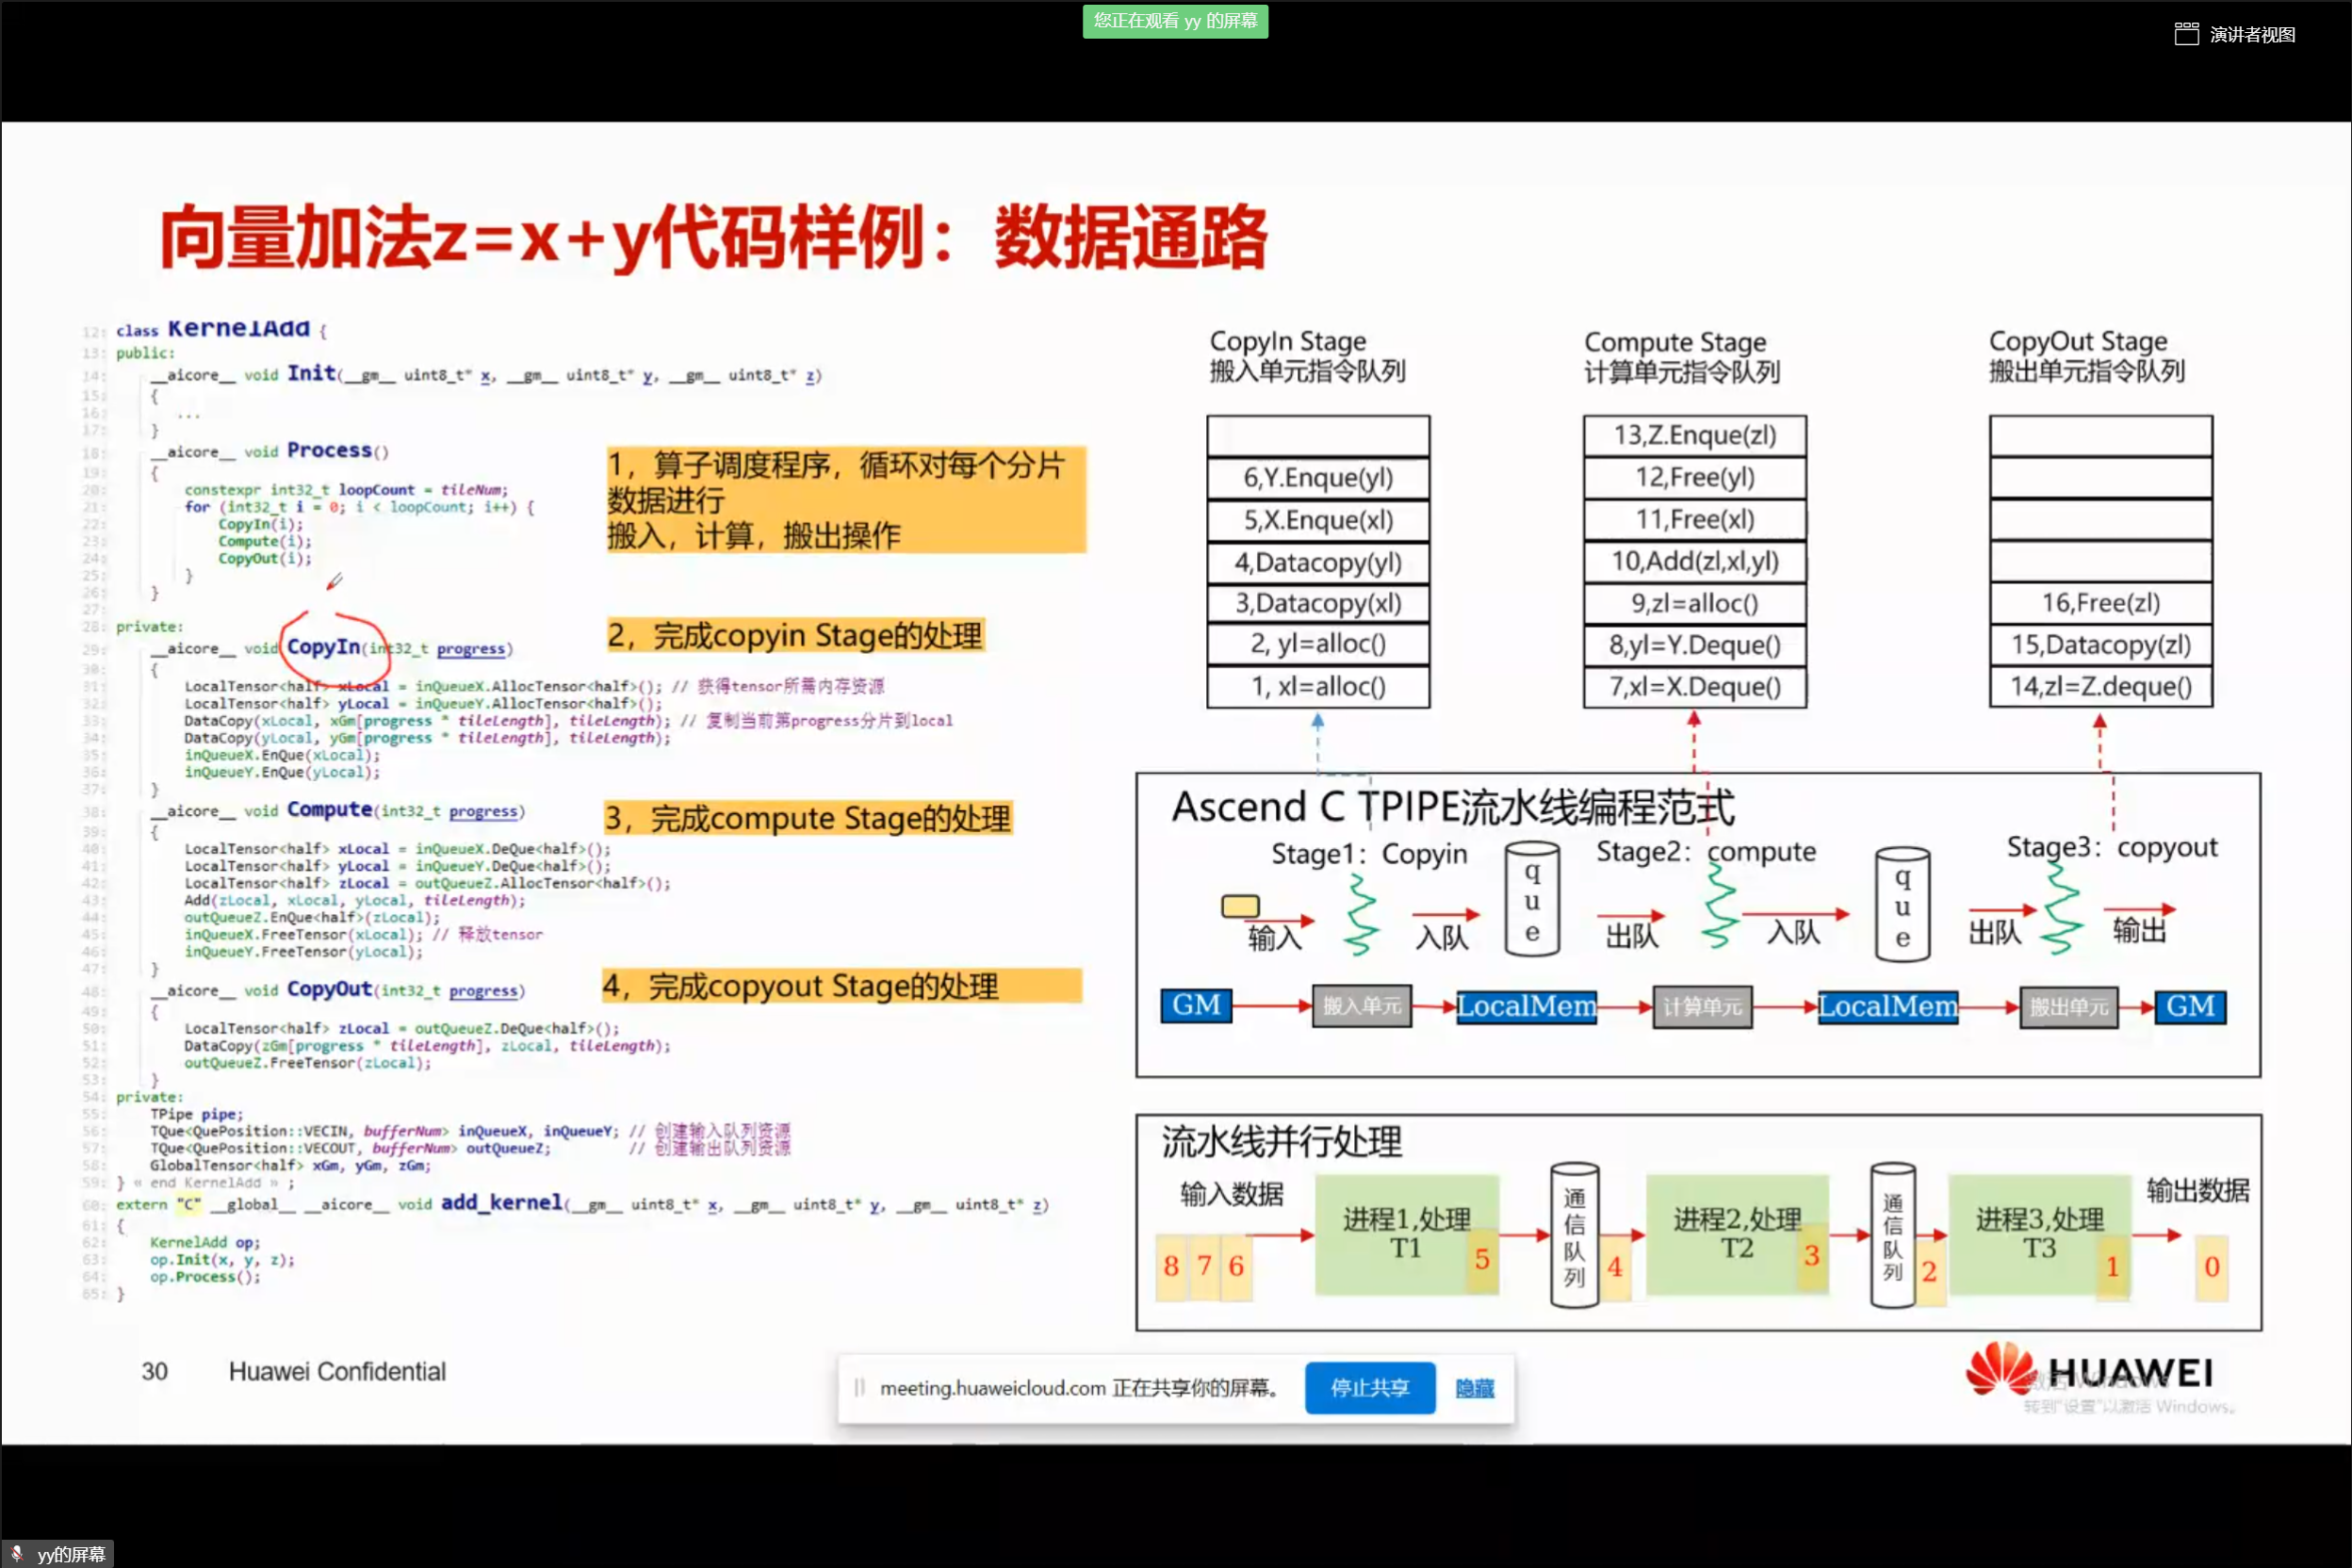 您正在观看 yy 的屏幕
演讲者视图
向量加法z=x+y代码样例：数据通路
12: class KernelAdd {
13: public:
14: __aicore__ void Init(__gm__ uint8_t* x, __gm__ uint8_t* y, __gm__ uint8_t* z)
15: {
16: ...
17: }
18: __aicore__ void Process()
19: {
20: constexpr int32_t loopCount = tileNum;
21: for (int32_t i = 0; i < loopCount; i++) {
22: CopyIn(i);
23: Compute(i);
24: CopyOut(i);
25: }
26: }
27:
28: private:
29: __aicore__ void CopyIn(int32_t progress)
30: {
31: LocalTensor<half> xLocal = inQueueX.AllocTensor<half>(); // 获得tensor所需内存资源
32: LocalTensor<half> yLocal = inQueueY.AllocTensor<half>();
33: DataCopy(xLocal, xGm[progress * tileLength], tileLength); // 复制当前第progress分片到local
34: DataCopy(yLocal, yGm[progress * tileLength], tileLength);
35: inQueueX.EnQue(xLocal);
36: inQueueY.EnQue(yLocal);
37: }
38: __aicore__ void Compute(int32_t progress)
39: {
40: LocalTensor<half> xLocal = inQueueX.DeQue<half>();
41: LocalTensor<half> yLocal = inQueueY.DeQue<half>();
42: LocalTensor<half> zLocal = outQueueZ.AllocTensor<half>();
43: Add(zLocal, xLocal, yLocal, tileLength);
44: outQueueZ.EnQue<half>(zLocal);
45: inQueueX.FreeTensor(xLocal); // 释放tensor
46: inQueueY.FreeTensor(yLocal);
47: }
48: __aicore__ void CopyOut(int32_t progress)
49: {
50: LocalTensor<half> zLocal = outQueueZ.DeQue<half>();
51: DataCopy(zGm[progress * tileLength], zLocal, tileLength);
52: outQueueZ.FreeTensor(zLocal);
53: }
54: private:
55: TPipe pipe;
56: TQue<QuePosition::VECIN, bufferNum> inQueueX, inQueueY; // 创建输入队列资源
57: TQue<QuePosition::VECOUT, bufferNum> outQueueZ; // 创建输出队列资源
58: GlobalTensor<half> xGm, yGm, zGm;
59: } « end KernelAdd » ;
60: extern "C" __global__ __aicore__ void add_kernel(__gm__ uint8_t* x, __gm__ uint8_t* y, __gm__ uint8_t* z)
61: {
62: KernelAdd op;
63: op.Init(x, y, z);
64: op.Process();
65: }
1，算子调度程序，循环对每个分片
数据进行
搬入，计算，搬出操作
2，完成copyin Stage的处理
3，完成compute Stage的处理
4，完成copyout Stage的处理
CopyIn Stage
搬入单元指令队列
6,Y.Enque(yl)
5,X.Enque(xl)
4,Datacopy(yl)
3,Datacopy(xl)
2, yl=alloc()
1, xl=alloc()
Compute Stage
计算单元指令队列
13,Z.Enque(zl)
12,Free(yl)
11,Free(xl)
10,Add(zl,xl,yl)
9,zl=alloc()
8,yl=Y.Deque()
7,xl=X.Deque()
CopyOut Stage
搬出单元指令队列
16,Free(zl)
15,Datacopy(zl)
14,zl=Z.deque()
Ascend C TPIPE流水线编程范式
Stage1：Copyin
que
Stage2：compute
que
Stage3：copyout
输入
入队
出队
入队
出队
输出
GM
搬入单元
LocalMem
计算单元
LocalMem
搬出单元
GM
流水线并行处理
输入数据
8 7 6
进程1,处理
T1
5
通信队列
4
进程2,处理
T2
3
通信队列
2
进程3,处理
T3
1
输出数据
0
30 Huawei Confidential
meeting.huaweicloud.com 正在共享你的屏幕。 停止共享 隐藏
HUAWEI
激活 Windows
转到"设置"以激活 Windows。
yy的屏幕